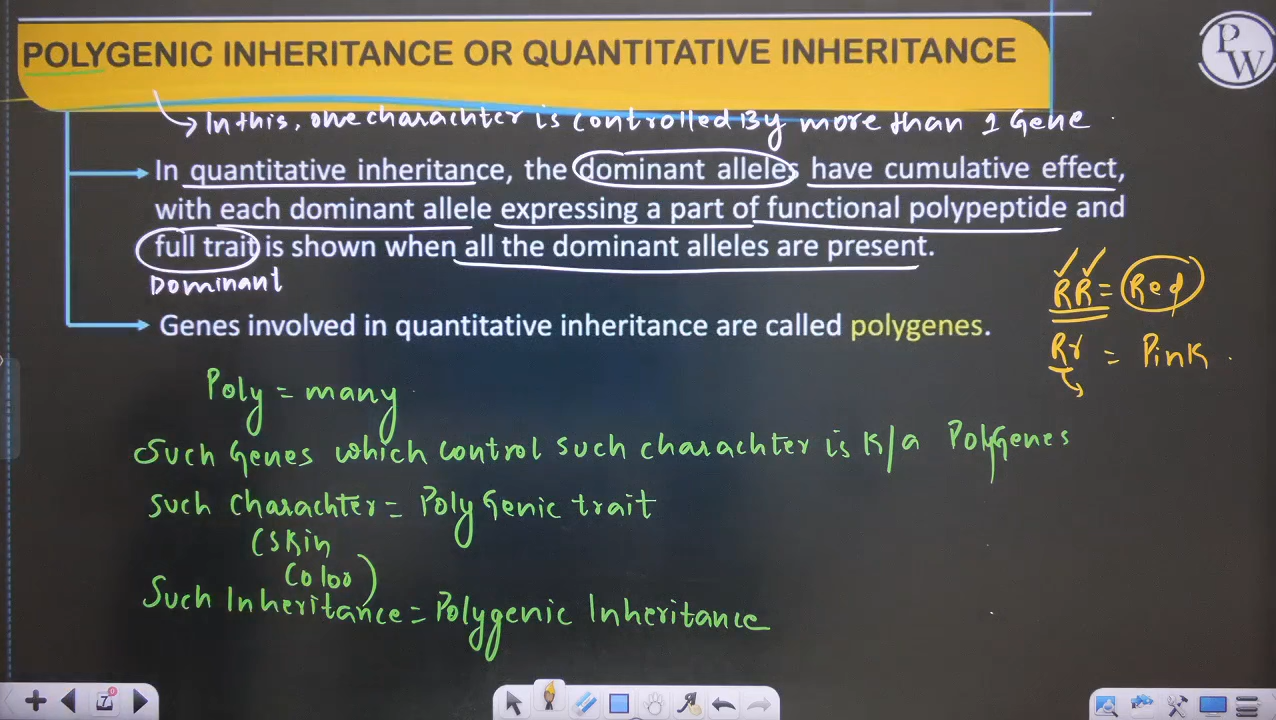 POLYGENIC INHERITANCE OR QUANTITATIVE INHERITANCE
PW
In this, one charachter is controlled By more than 1 Gene.
In quantitative inheritance, the dominant alleles have cumulative effect,
with each dominant allele expressing a part of functional polypeptide and
full trait is shown when all the dominant alleles are present.
Dominant
RR = Red
Genes involved in quantitative inheritance are called polygenes.
Rr = Pink.
Poly = many
Such Genes which control such charachter is K/a PolyGenes
such charachter = Poly Genic trait
(skin
Coloo)
Such Inheritance = Polygenic Inheritance
7